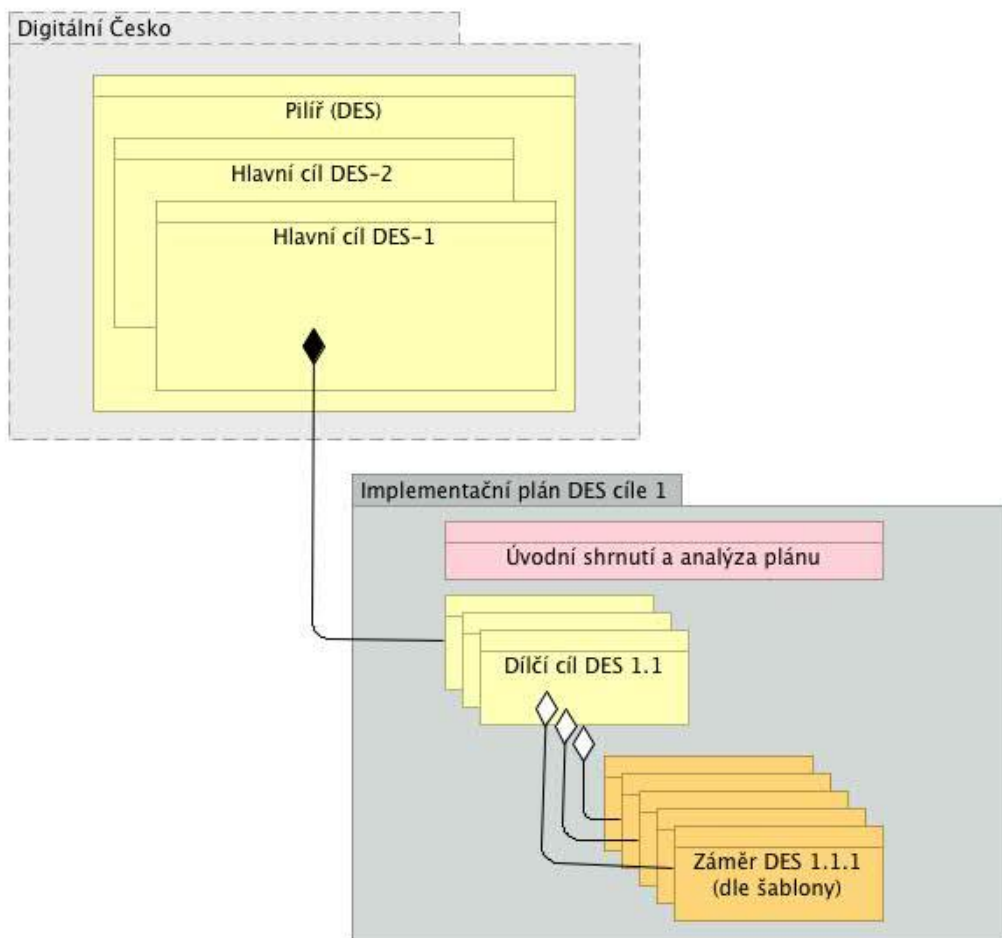 Digitální Česko
Pilíř (DES)
Hlavní cíl DES-2
Hlavní cíl DES-1
Implementační plán DES cíle 1
Úvodní shrnutí a analýza plánu
Dílčí cíl DES 1.1
Záměr DES 1.1.1
(dle šablony)